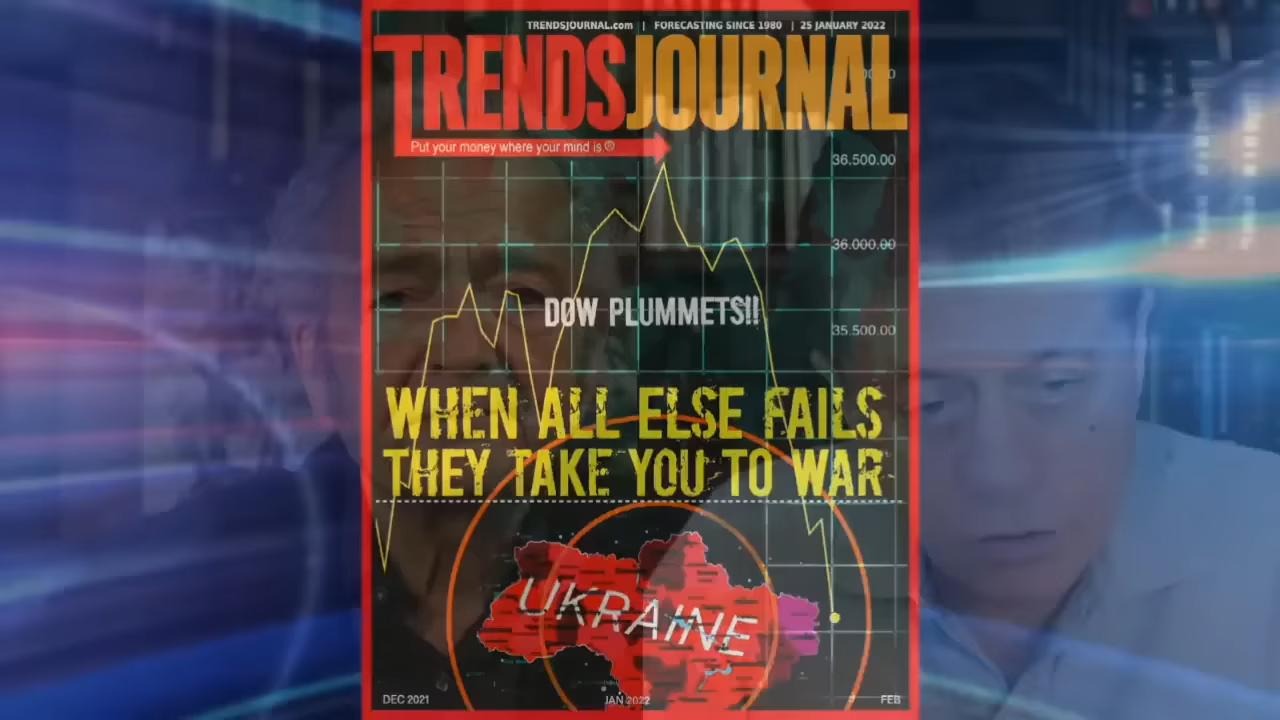 TRENDSJOURNAL.com | FORECASTING SINCE 1980 | 25 JANUARY 2022
TRENDSJOURNAL
Put your money where your mind is.®
36.500.00
36.000.00
DOW PLUMMETS!!
35.500.00
WHEN ALL ELSE FAILS
THEY TAKE YOU TO WAR
UKRAINE
DEC 2021
JAN 2022
FEB